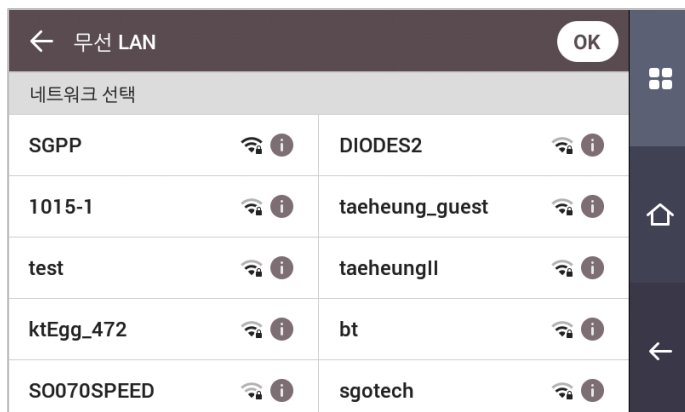 무선 LAN
OK
네트워크 선택
SGPP
DIODES2
1015-1
taeheung_guest
test
taeheungII
ktEgg_472
bt
SO070SPEED
sgotech